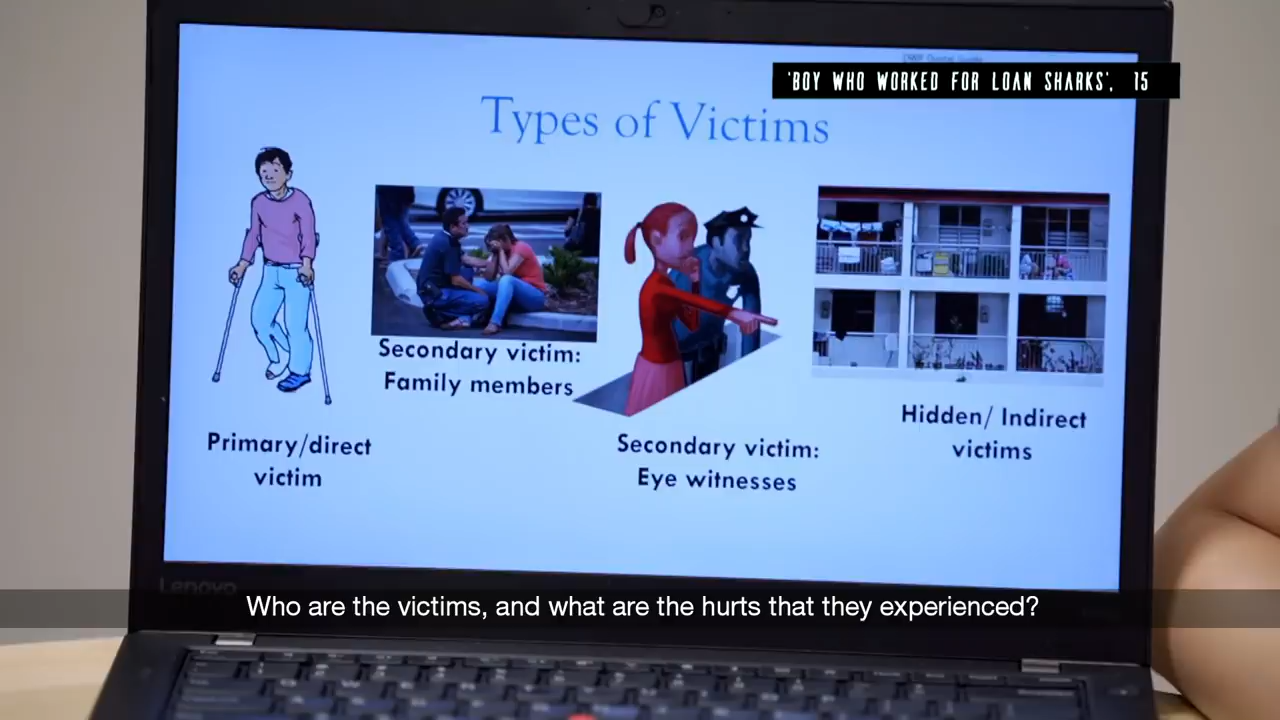 'BOY WHO WORKED FOR LOAN SHARKS', 15
Types of Victims
Secondary victim:
Family members
Primary/direct
victim
Secondary victim:
Eye witnesses
Hidden/ Indirect
victims
Lenovo
Who are the victims, and what are the hurts that they experienced?